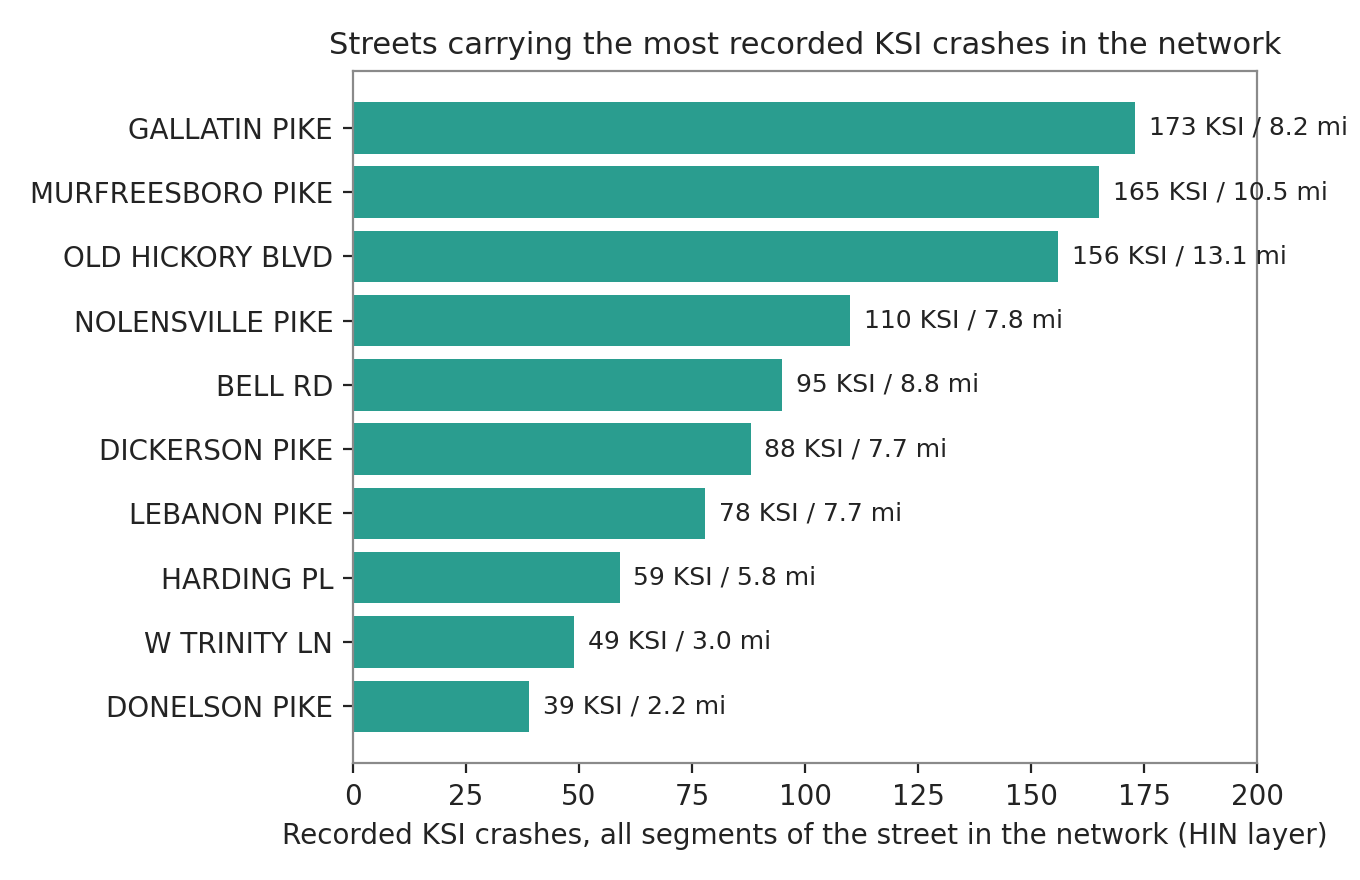 Streets carrying the most recorded KSI crashes in the network
GALLATIN PIKE 173 KSI / 8.2 mi
MURFREESBORO PIKE 165 KSI / 10.5 mi
OLD HICKORY BLVD 156 KSI / 13.1 mi
NOLENSVILLE PIKE 110 KSI / 7.8 mi
BELL RD 95 KSI / 8.8 mi
DICKERSON PIKE 88 KSI / 7.7 mi
LEBANON PIKE 78 KSI / 7.7 mi
HARDING PL 59 KSI / 5.8 mi
W TRINITY LN 49 KSI / 3.0 mi
DONELSON PIKE 39 KSI / 2.2 mi
0 25 50 75 100 125 150 175 200
Recorded KSI crashes, all segments of the street in the network (HIN layer)